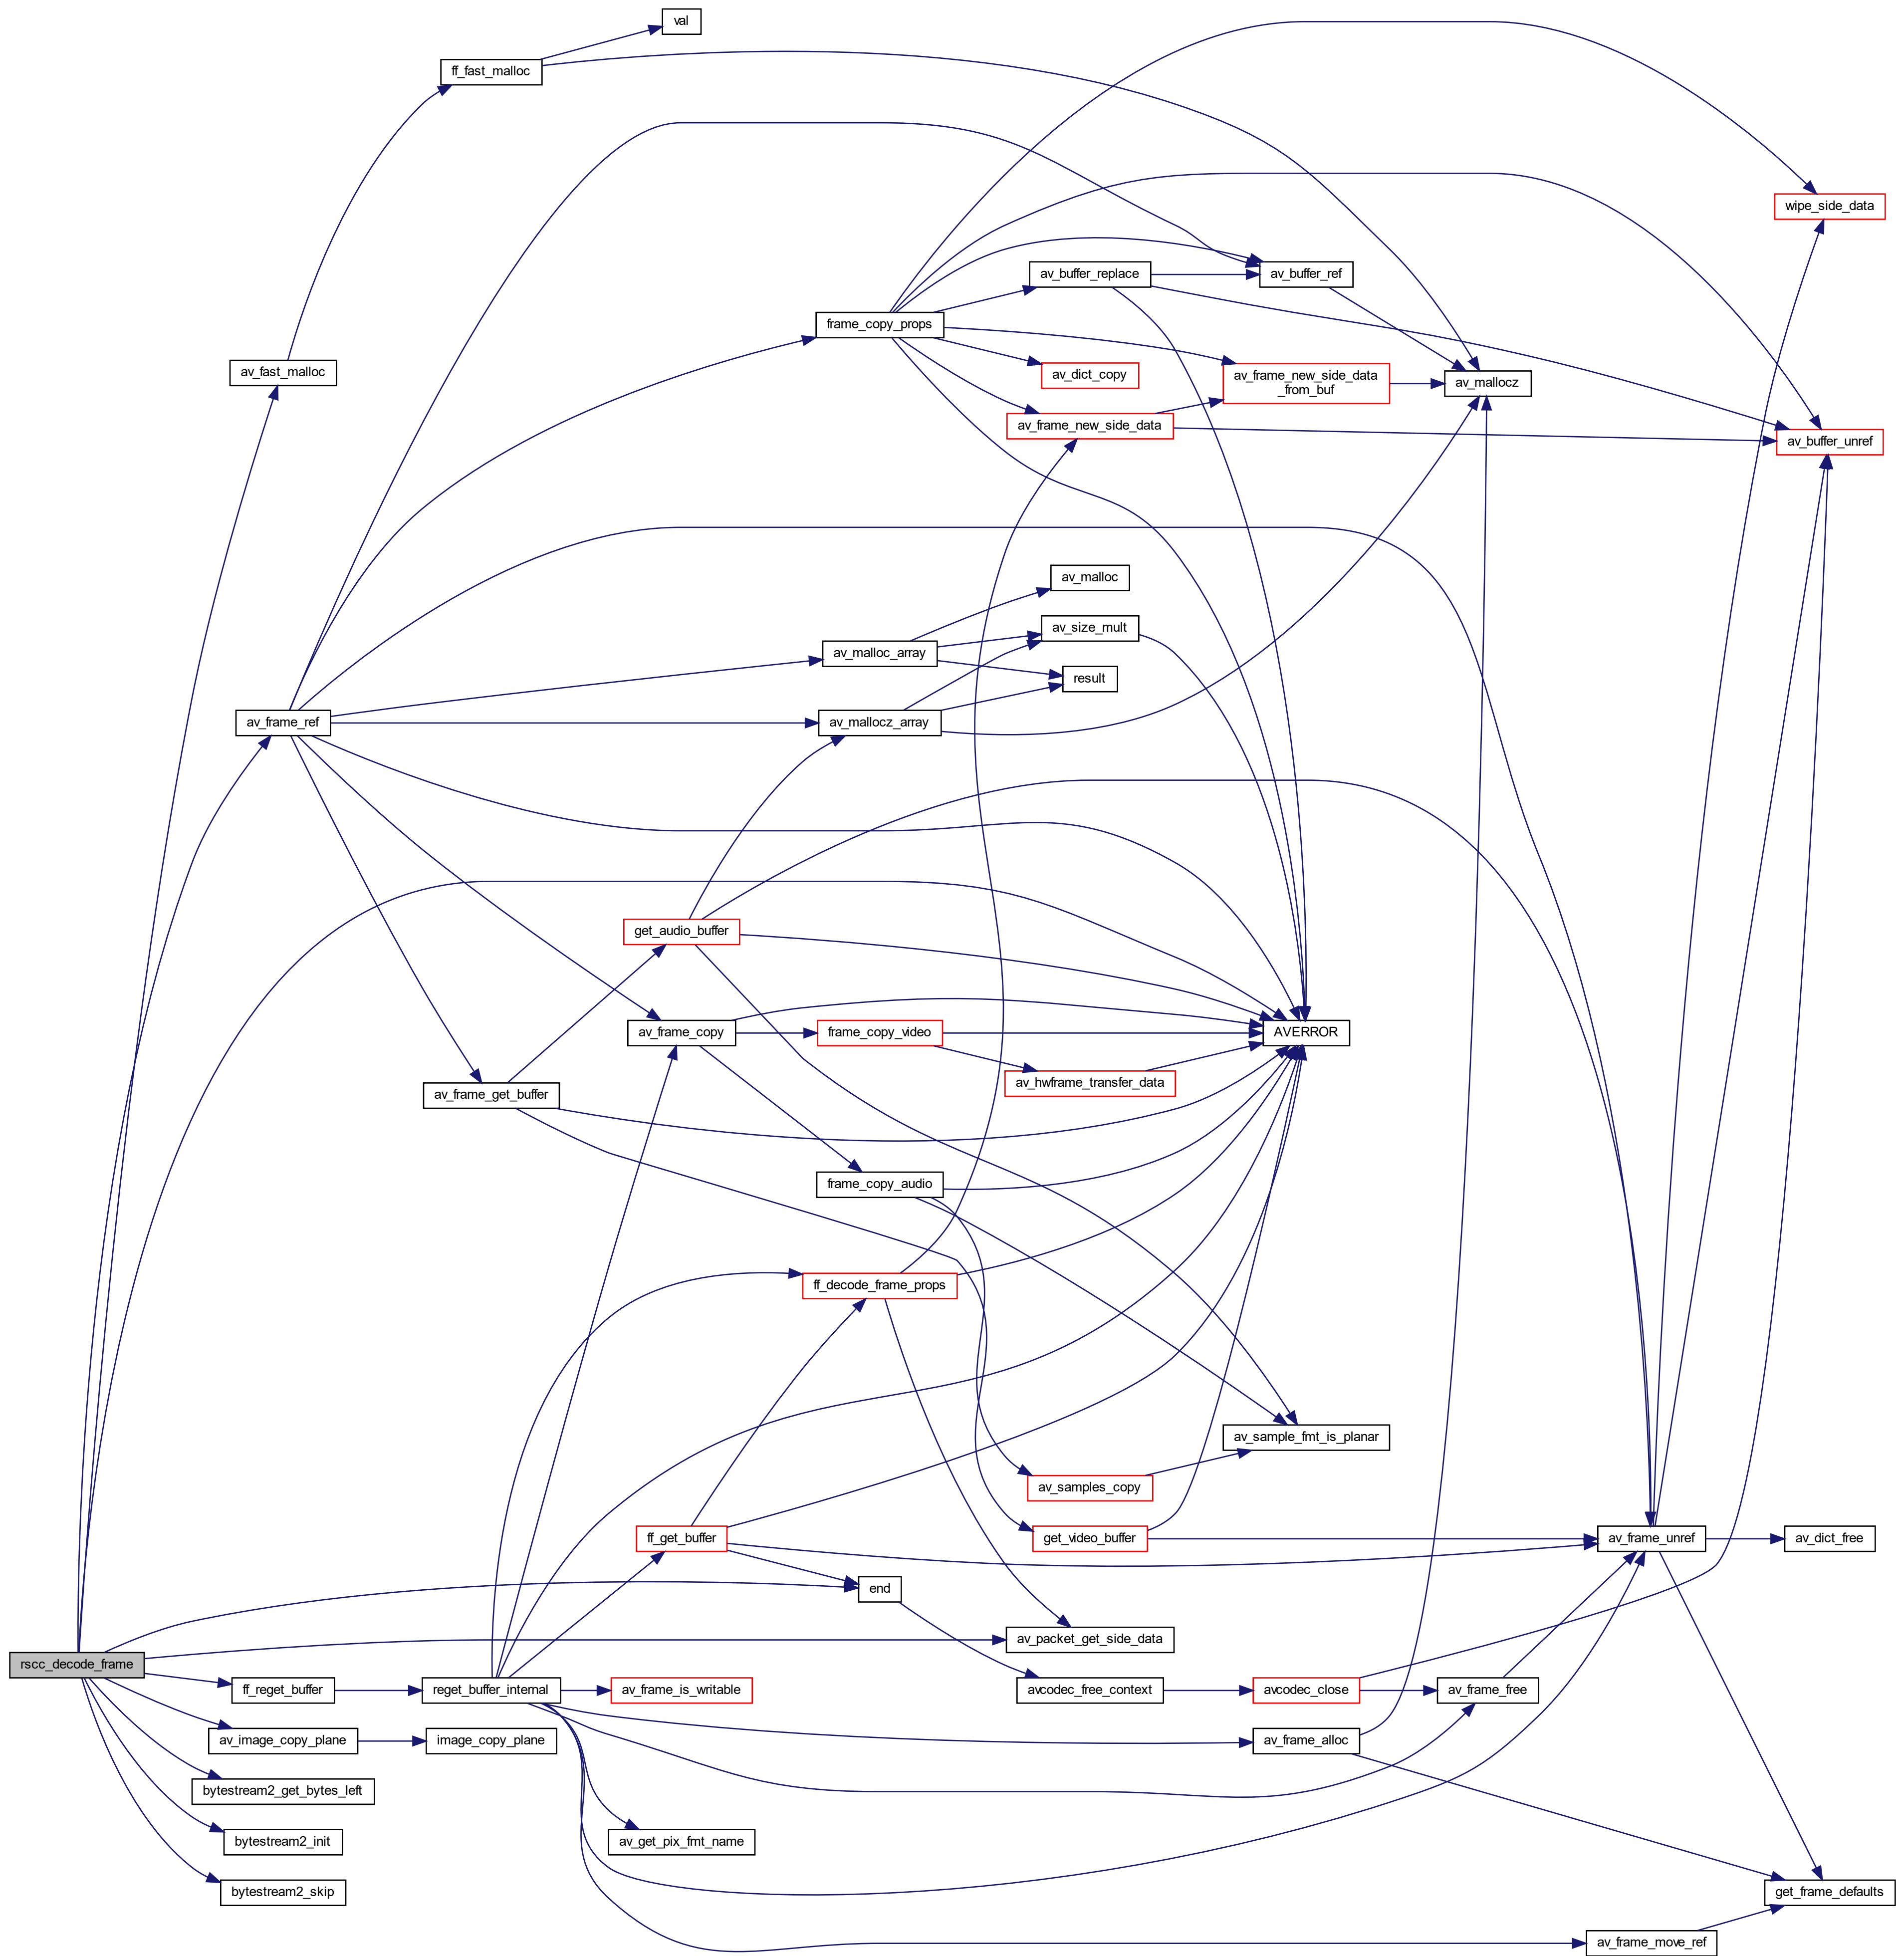 val
ff_fast_malloc
wipe_side_data
av_buffer_replace
av_buffer_ref
frame_copy_props
av_fast_malloc
av_dict_copy
av_frame_new_side_data
_from_buf
av_mallocz
av_frame_new_side_data
av_buffer_unref
av_malloc
av_size_mult
av_malloc_array
result
av_frame_ref
av_mallocz_array
get_audio_buffer
av_frame_copy
frame_copy_video
AVERROR
av_hwframe_transfer_data
av_frame_get_buffer
frame_copy_audio
ff_decode_frame_props
av_sample_fmt_is_planar
av_samples_copy
ff_get_buffer
get_video_buffer
av_frame_unref
av_dict_free
end
av_packet_get_side_data
rscc_decode_frame
ff_reget_buffer
reget_buffer_internal
av_frame_is_writable
avcodec_free_context
avcodec_close
av_frame_free
av_image_copy_plane
image_copy_plane
av_frame_alloc
bytestream2_get_bytes_left
bytestream2_init
av_get_pix_fmt_name
bytestream2_skip
get_frame_defaults
av_frame_move_ref